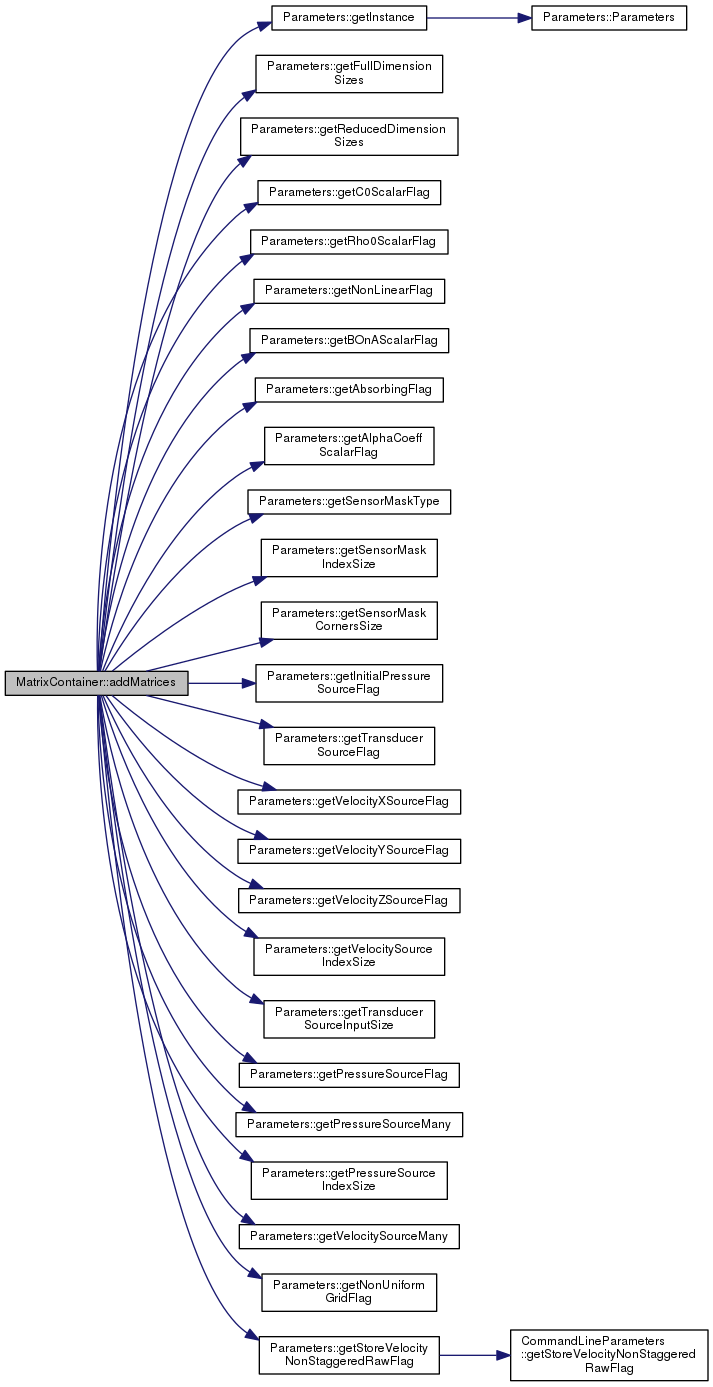 Parameters::getInstance
Parameters::Parameters
Parameters::getFullDimension
Sizes
Parameters::getReducedDimension
Sizes
Parameters::getC0ScalarFlag
Parameters::getRho0ScalarFlag
Parameters::getNonLinearFlag
Parameters::getBOnAScalarFlag
Parameters::getAbsorbingFlag
Parameters::getAlphaCoeff
ScalarFlag
Parameters::getSensorMaskType
Parameters::getSensorMask
IndexSize
Parameters::getSensorMask
CornersSize
MatrixContainer::addMatrices
Parameters::getInitialPressure
SourceFlag
Parameters::getTransducer
SourceFlag
Parameters::getVelocityXSourceFlag
Parameters::getVelocityYSourceFlag
Parameters::getVelocityZSourceFlag
Parameters::getVelocitySource
IndexSize
Parameters::getTransducer
SourceInputSize
Parameters::getPressureSourceFlag
Parameters::getPressureSourceMany
Parameters::getPressureSource
IndexSize
Parameters::getVelocitySourceMany
Parameters::getNonUniform
GridFlag
Parameters::getStoreVelocity
NonStaggeredRawFlag
CommandLineParameters
::getStoreVelocityNonStaggered
RawFlag